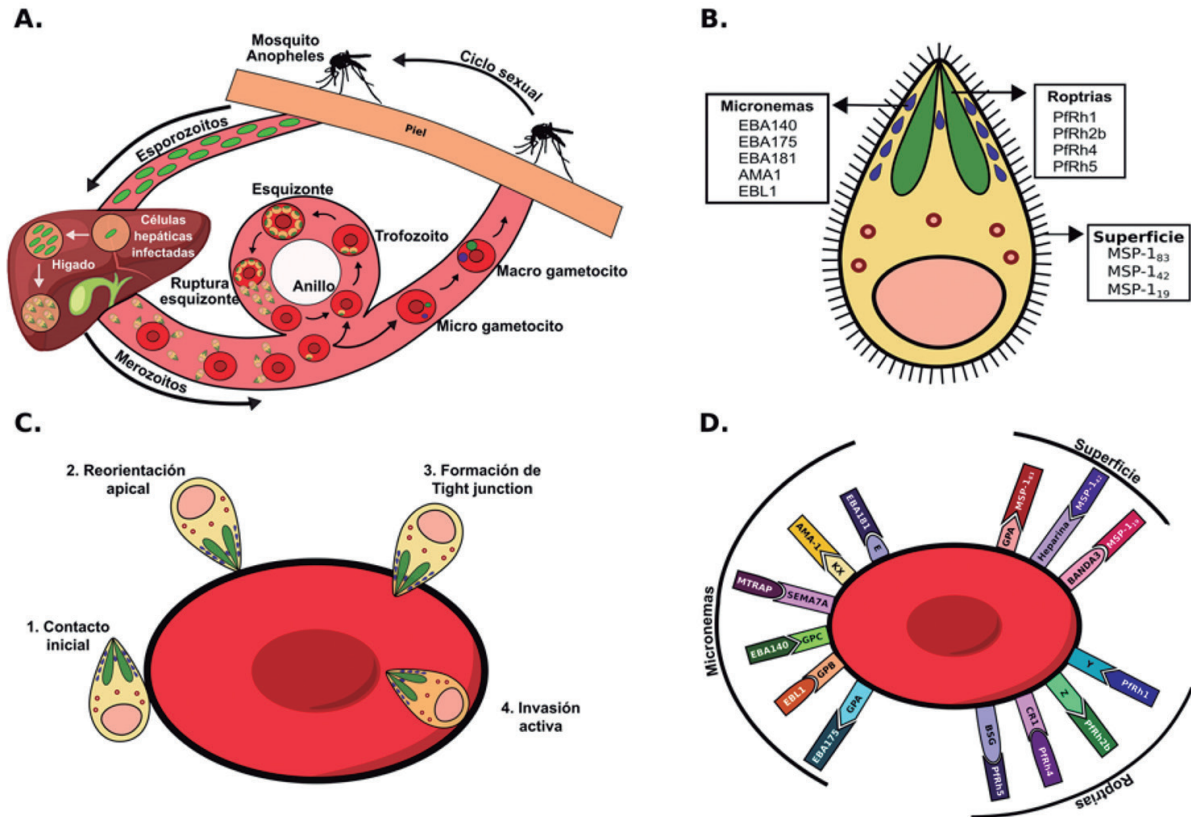 A.
Mosquito
Anopheles
Ciclo sexual
Piel
Esporozoitos
Esquizonte
Células
hepáticas
infectadas
Trofozoito
Hígado
Macro gametocito
Ruptura
esquizonte
Anillo
Micro gametocito
Merozoitos
B.
Micronemas
EBA140
EBA175
EBA181
AMA1
EBL1
Roptrias
PfRh1
PfRh2b
PfRh4
PfRh5
Superficie
MSP-1₈₃
MSP-1₄₂
MSP-1₁₉
C.
2. Reorientación
apical
3. Formación de
Tight junction
1. Contacto
inicial
4. Invasión
activa
D.
Superficie
MSP-1₈₃
GPA
MSP-1₄₂
Heparina
MSP-1₁₉
BANDA3
Micronemas
EBA181
E
AMA-1
KX
MTRAP
SEMA7A
EBA140
GPC
EBL1
GPB
EBA175
GPA
Y
PfRh1
Z
PfRh2b
CR1
PfRh4
BSG
PfRh5
Roptrias